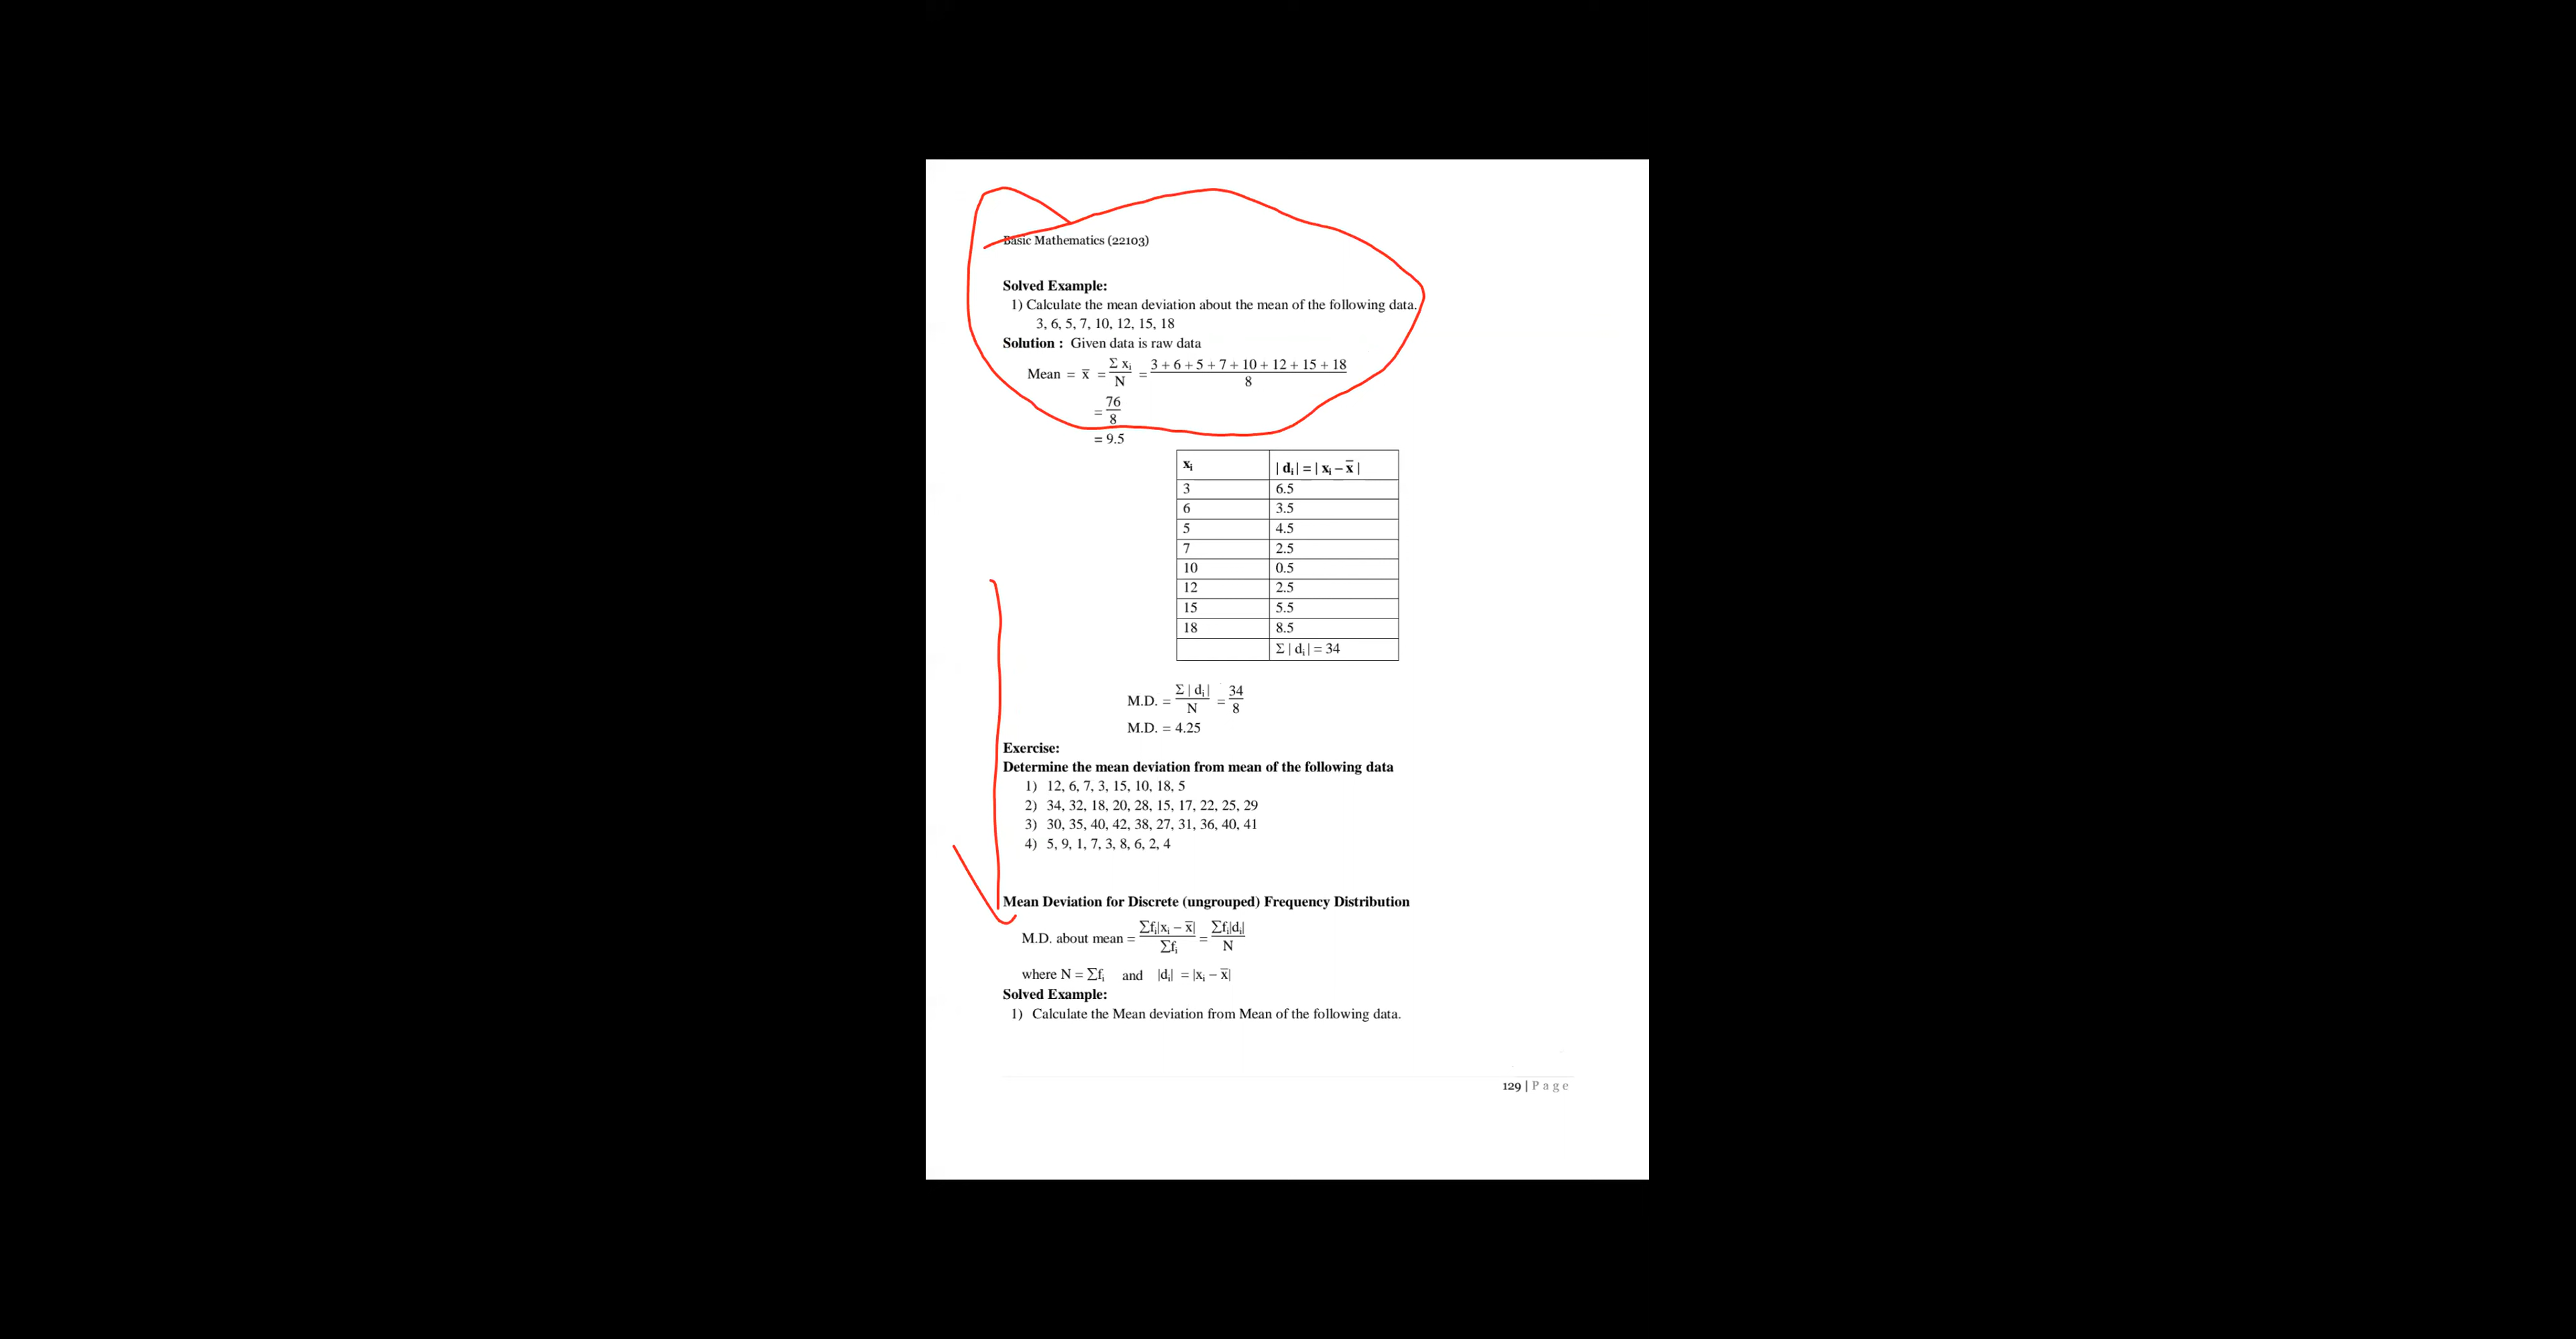 Basic Mathematics (22103)
Solved Example:
1) Calculate the mean deviation about the mean of the following data.
3, 6, 5, 7, 10, 12, 15, 18
Solution : Given data is raw data
Mean = x̅ = Σ xᵢ / N = 3 + 6 + 5 + 7 + 10 + 12 + 15 + 18 / 8
= 76 / 8
= 9.5
xᵢ | dᵢ | = | xᵢ – x̅ |
3 6.5
6 3.5
5 4.5
7 2.5
10 0.5
12 2.5
15 5.5
18 8.5
Σ | dᵢ | = 34
M.D. = Σ | dᵢ | / N = 34 / 8
M.D. = 4.25
Exercise:
Determine the mean deviation from mean of the following data
1) 12, 6, 7, 3, 15, 10, 18, 5
2) 34, 32, 18, 20, 28, 15, 17, 22, 25, 29
3) 30, 35, 40, 42, 38, 27, 31, 36, 40, 41
4) 5, 9, 1, 7, 3, 8, 6, 2, 4
Mean Deviation for Discrete (ungrouped) Frequency Distribution
M.D. about mean = Σfᵢ|xᵢ – x̅| / Σfᵢ = Σfᵢ|dᵢ| / N
where N = Σfᵢ and |dᵢ| = |xᵢ – x̅|
Solved Example:
1) Calculate the Mean deviation from Mean of the following data.
129 | Page